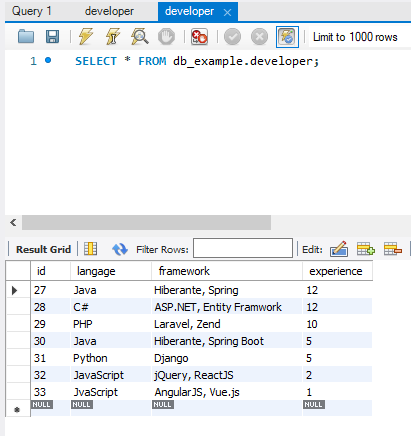 Query 1 developer developer ×
Limit to 1000 rows
1 SELECT * FROM db_example.developer;
Result Grid Filter Rows: Edit:
id langage framework experience
27 Java Hiberante, Spring 12
28 C# ASP.NET, Entity Framwork 12
29 PHP Laravel, Zend 10
30 Java Hiberante, Spring Boot 5
31 Python Django 5
32 JavaScript jQuery, ReactJS 2
33 JvaScript AngularJS, Vue.js 1
NULL NULL NULL NULL